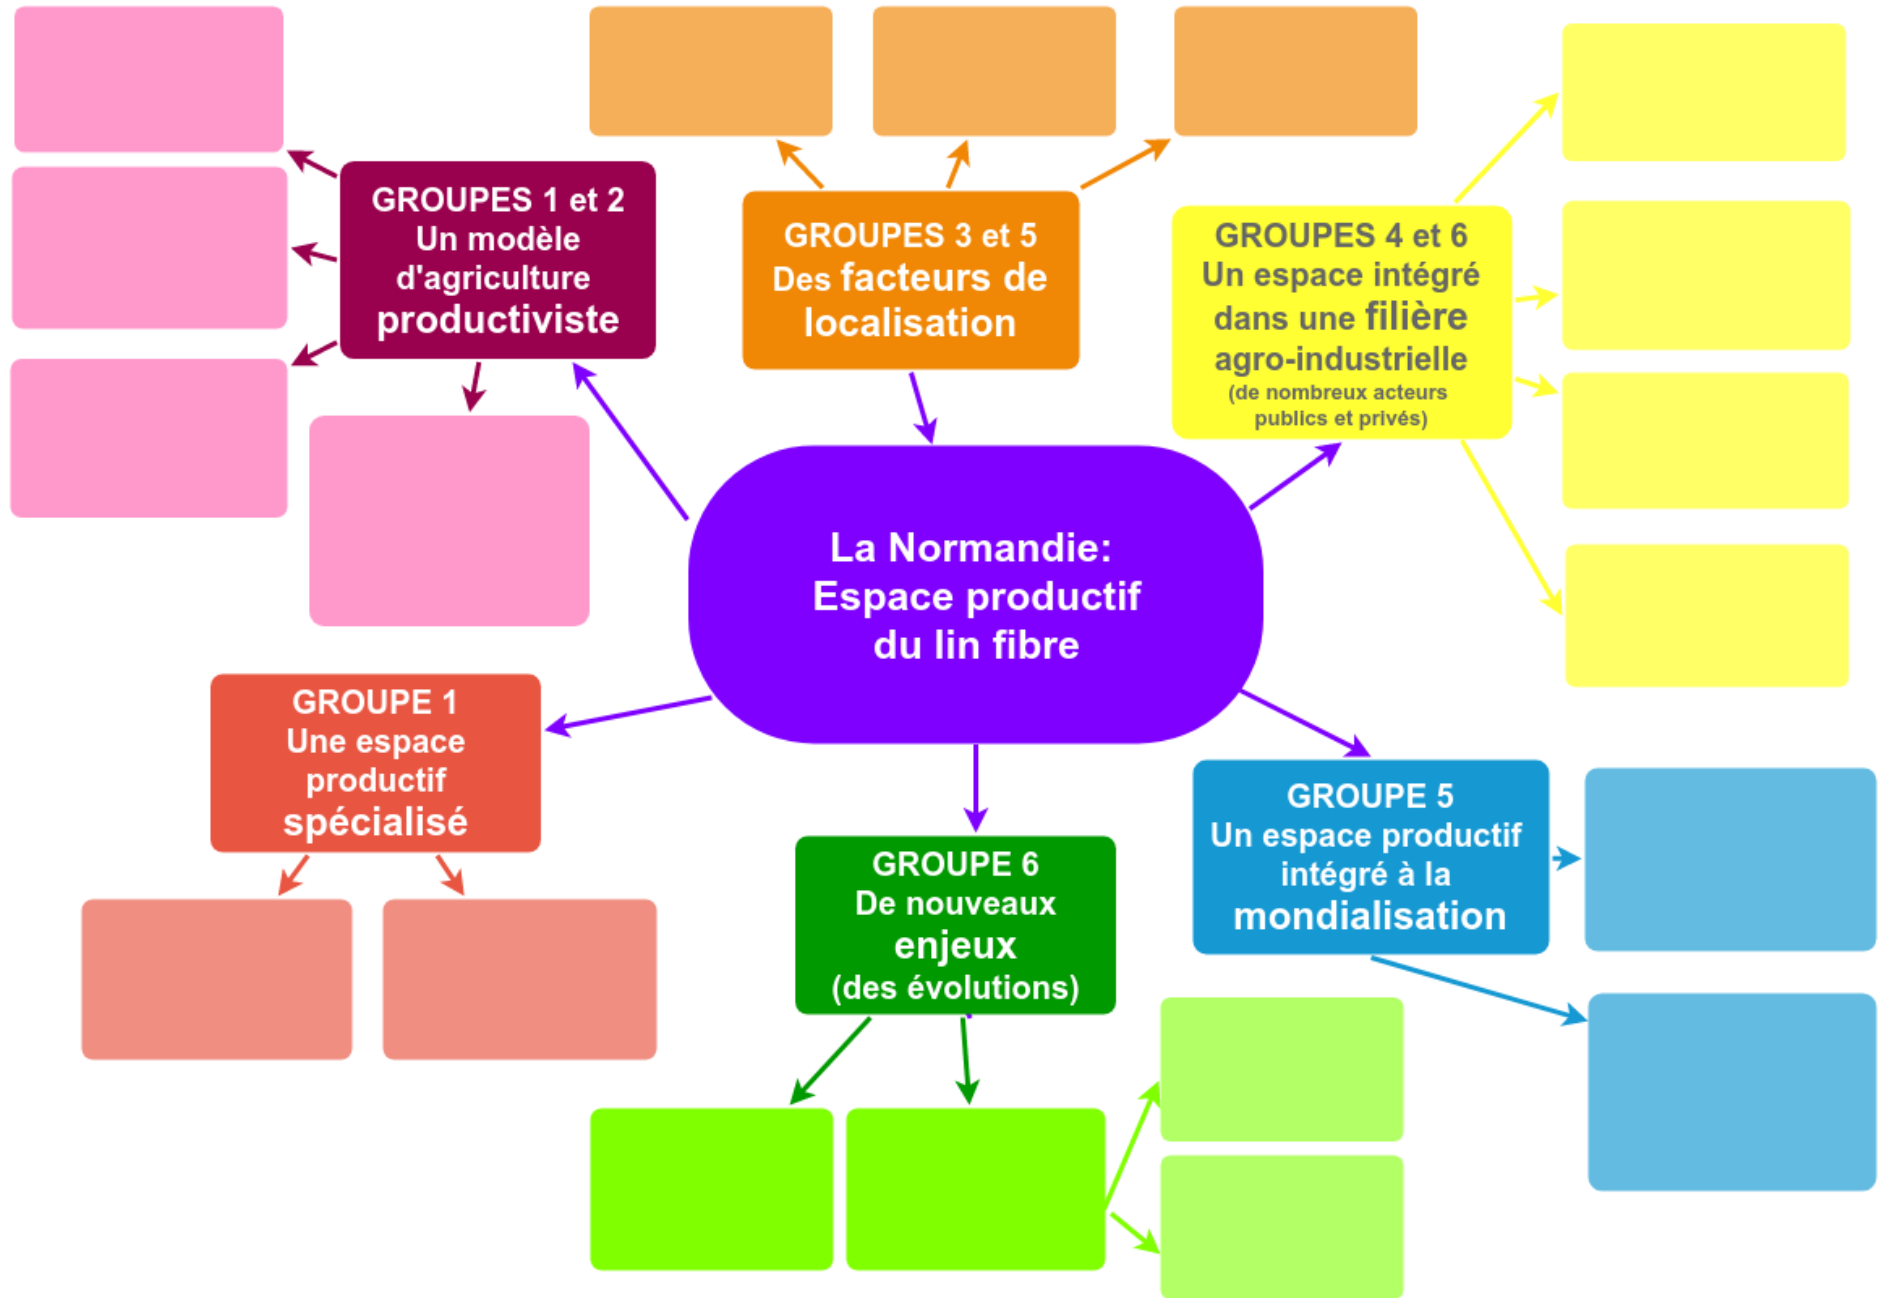 GROUPES 1 et 2
Un modèle
d'agriculture
productiviste
GROUPES 3 et 5
Des facteurs de
localisation
GROUPES 4 et 6
Un espace intégré
dans une filière
agro-industrielle
(de nombreux acteurs
publics et privés)
La Normandie:
Espace productif
du lin fibre
GROUPE 1
Une espace
productif
spécialisé
GROUPE 6
De nouveaux
enjeux
(des évolutions)
GROUPE 5
Un espace productif
intégré à la
mondialisation